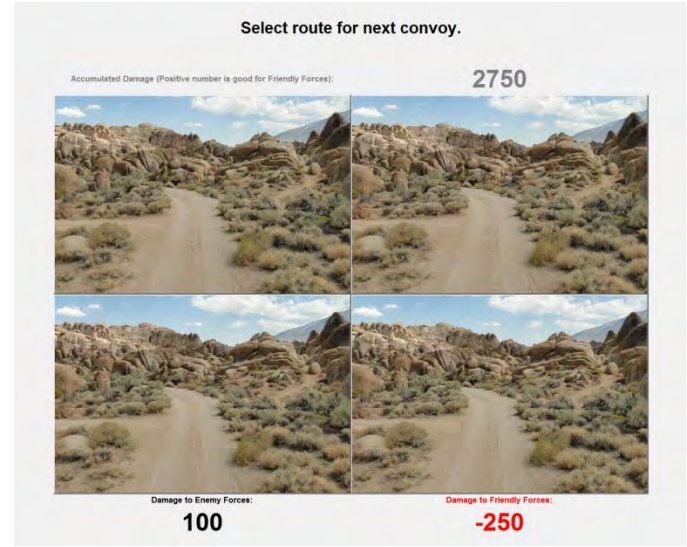 Select route for next convoy.
Accumulated Damage (Positive number is good for Friendly Forces):
2750
Damage to Enemy Forces:
Damage to Friendly Forces:
100
-250